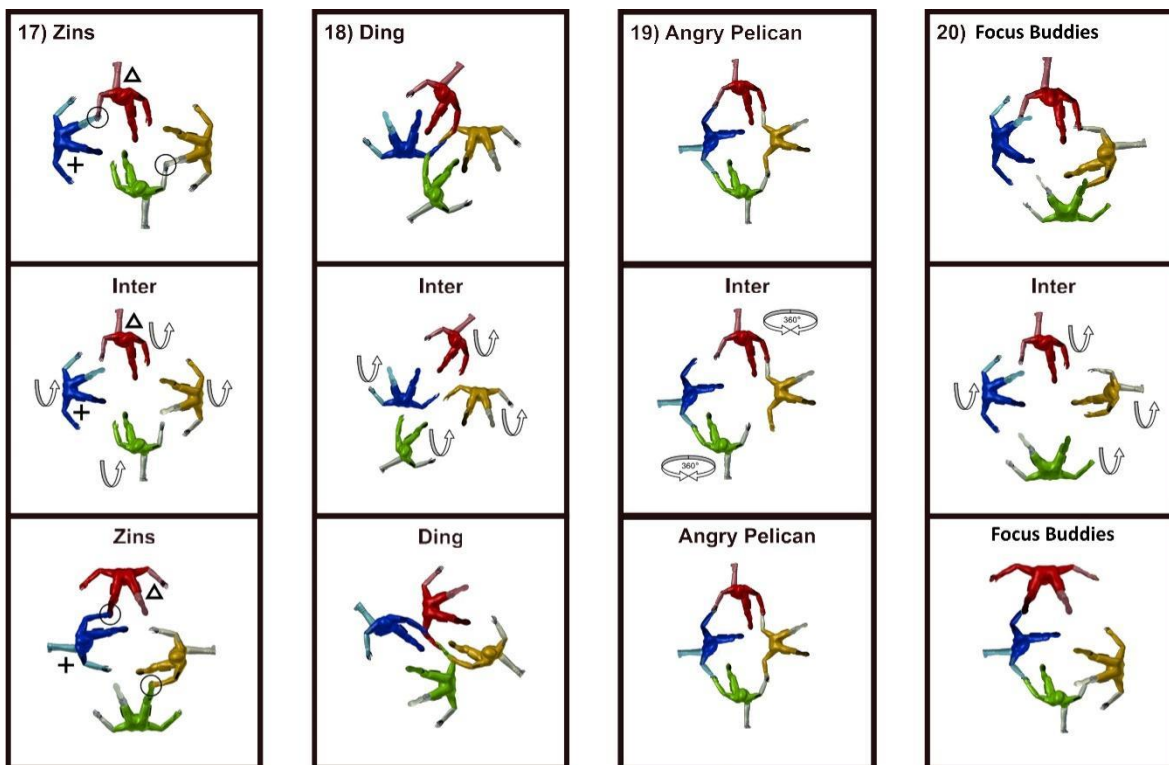 17) Zins
Δ
+
Inter
Δ
+
Zins
Δ
+
18) Ding
Inter
Ding
19) Angry Pelican
Inter
360°
360°
Angry Pelican
20) Focus Buddies
Inter
Focus Buddies